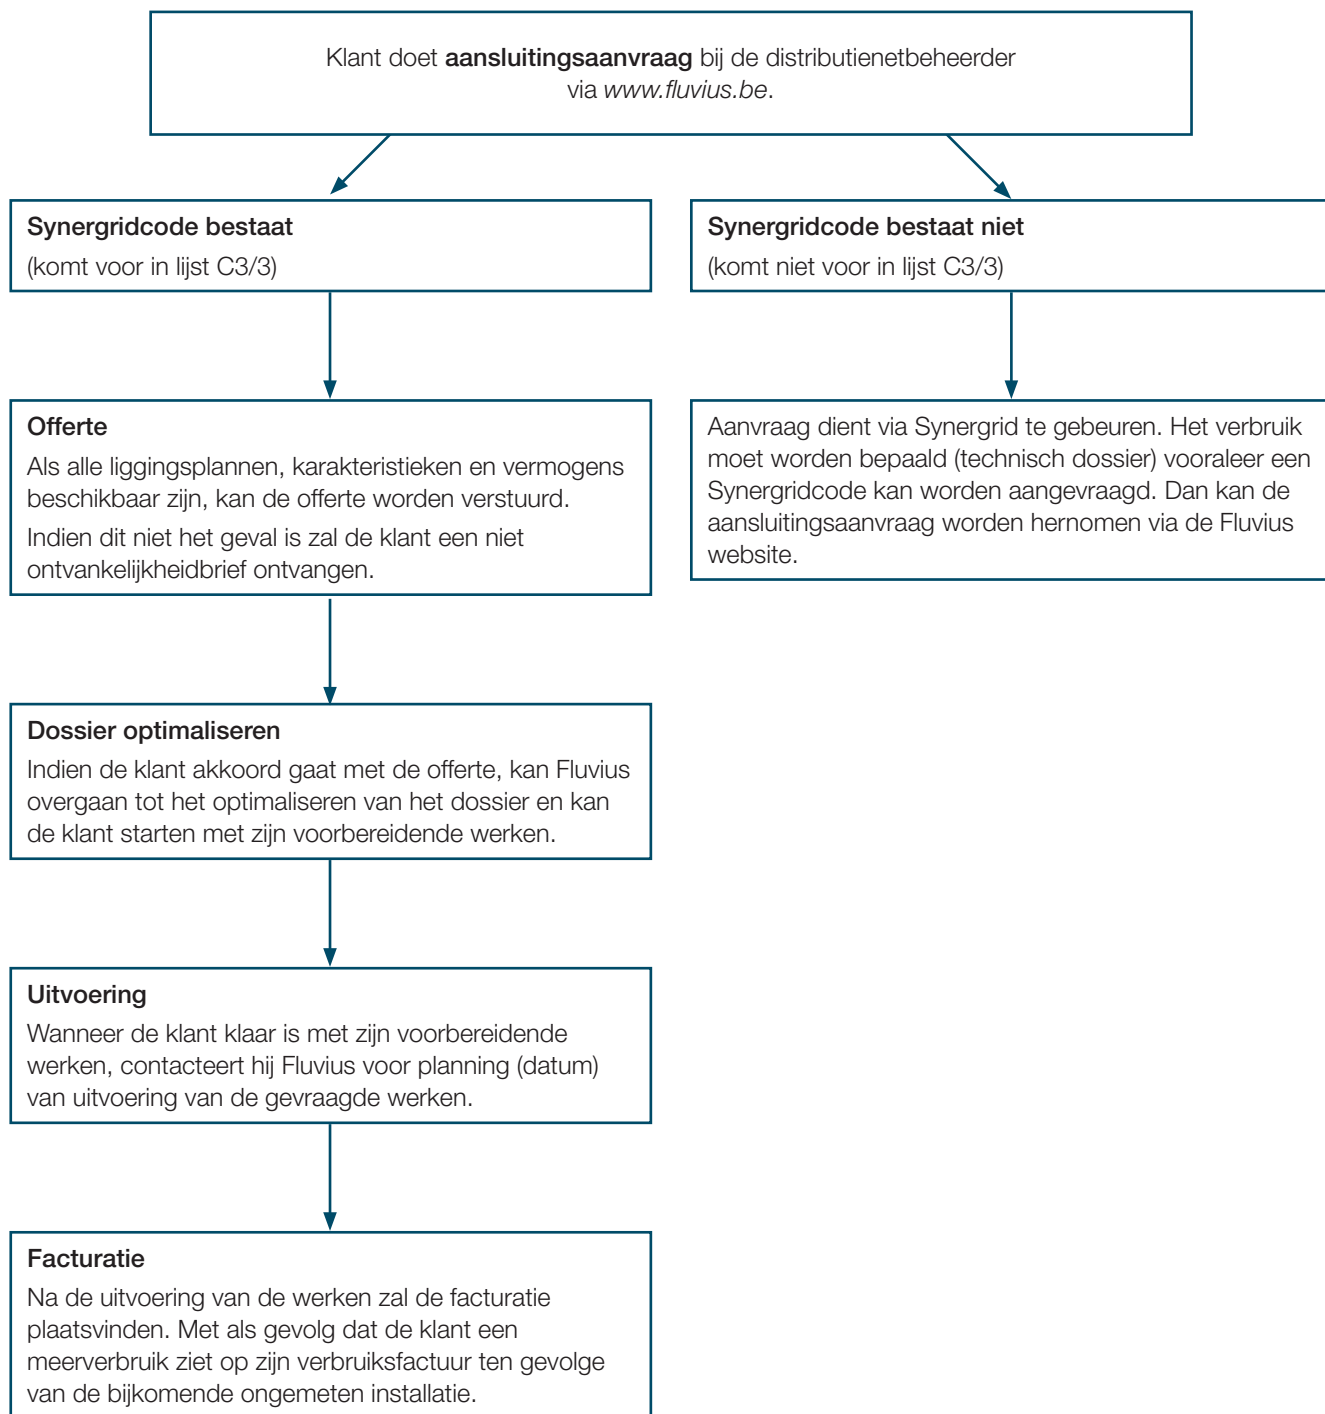 Klant doet aansluitingsaanvraag bij de distributienetbeheerder
via www.fluvius.be.
Synergridcode bestaat
(komt voor in lijst C3/3)
Synergridcode bestaat niet
(komt niet voor in lijst C3/3)
Offerte
Als alle liggingsplannen, karakteristieken en vermogens
beschikbaar zijn, kan de offerte worden verstuurd.
Indien dit niet het geval is zal de klant een niet
ontvankelijkheidbrief ontvangen.
Aanvraag dient via Synergrid te gebeuren. Het verbruik
moet worden bepaald (technisch dossier) vooraleer een
Synergridcode kan worden aangevraagd. Dan kan de
aansluitingsaanvraag worden hernomen via de Fluvius
website.
Dossier optimaliseren
Indien de klant akkoord gaat met de offerte, kan Fluvius
overgaan tot het optimaliseren van het dossier en kan
de klant starten met zijn voorbereidende werken.
Uitvoering
Wanneer de klant klaar is met zijn voorbereidende
werken, contacteert hij Fluvius voor planning (datum)
van uitvoering van de gevraagde werken.
Facturatie
Na de uitvoering van de werken zal de facturatie
plaatsvinden. Met als gevolg dat de klant een
meerverbruik ziet op zijn verbruiksfactuur ten gevolge
van de bijkomende ongemeten installatie.